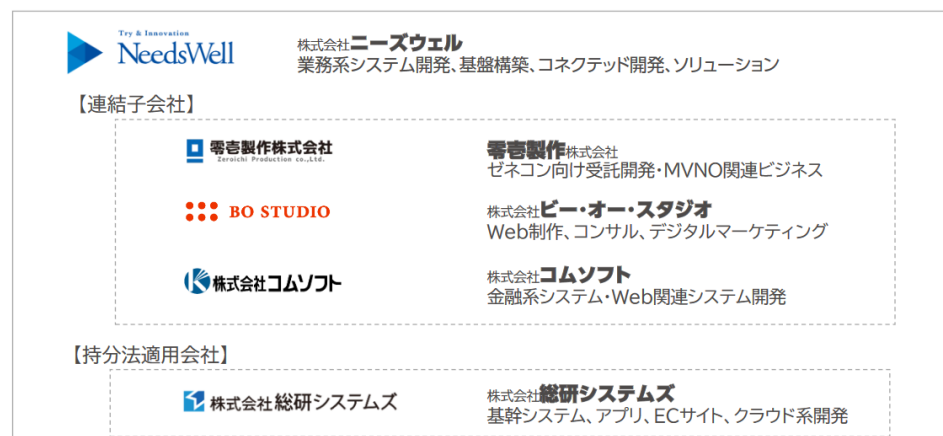 Try & Innovation
NeedsWell
株式会社ニーズウェル
業務系システム開発、基盤構築、コネクテッド開発、ソリューション
【連結子会社】
零壱製作株式会社
Zeroichi Production co.,Ltd.
零壱製作株式会社
ゼネコン向け受託開発・MVNO関連ビジネス
BO STUDIO
株式会社ビー・オー・スタジオ
Web制作、コンサル、デジタルマーケティング
株式会社コムソフト
株式会社コムソフト
金融系システム・Web関連システム開発
【持分法適用会社】
株式会社総研システムズ
株式会社総研システムズ
基幹システム、アプリ、ECサイト、クラウド系開発